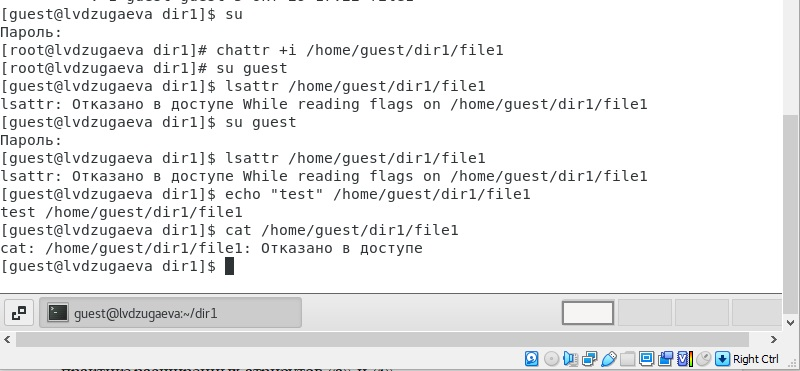 [guest@lvdzugaeva dir1]$ su
Пароль:
[root@lvdzugaeva dir1]# chattr +i /home/guest/dir1/file1
[root@lvdzugaeva dir1]# su guest
[guest@lvdzugaeva dir1]$ lsattr /home/guest/dir1/file1
lsattr: Отказано в доступе While reading flags on /home/guest/dir1/file1
[guest@lvdzugaeva dir1]$ su guest
Пароль:
[guest@lvdzugaeva dir1]$ lsattr /home/guest/dir1/file1
lsattr: Отказано в доступе While reading flags on /home/guest/dir1/file1
[guest@lvdzugaeva dir1]$ echo "test" /home/guest/dir1/file1
test /home/guest/dir1/file1
[guest@lvdzugaeva dir1]$ cat /home/guest/dir1/file1
cat: /home/guest/dir1/file1: Отказано в доступе
[guest@lvdzugaeva dir1]$
guest@lvdzugaeva:~/dir1
Right Ctrl